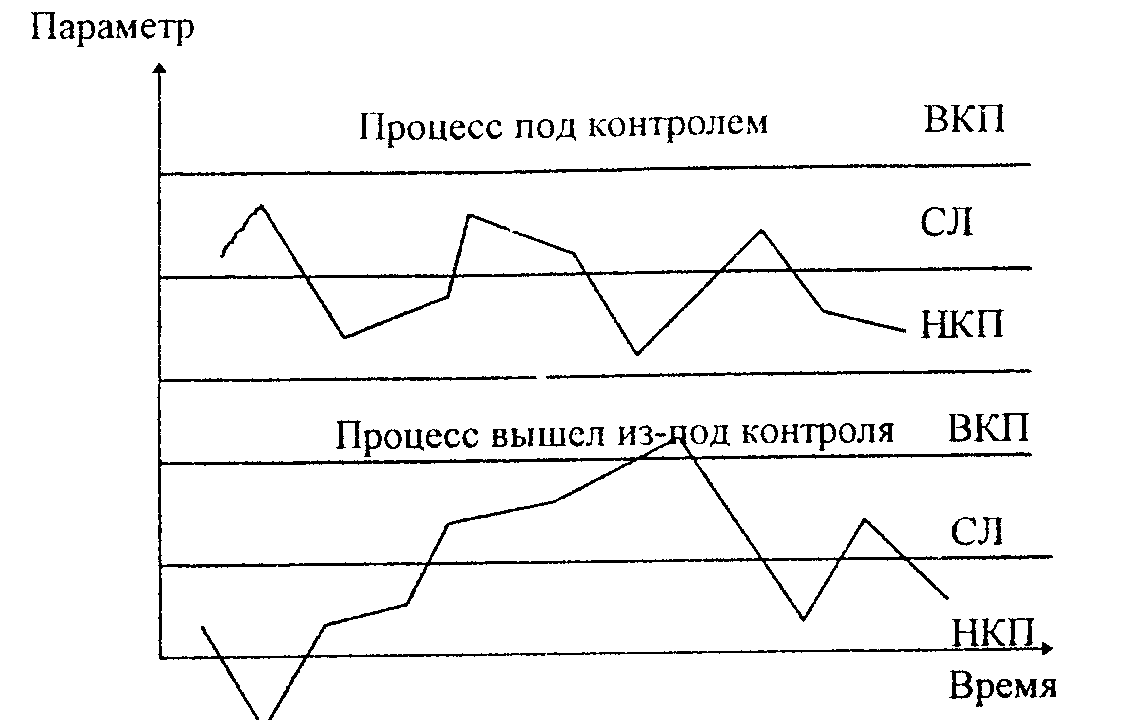 Параметр
Процесс под контролем ВКП
СЛ
НКП
Процесс вышел из-под контроля ВКП
СЛ
НКП
Время